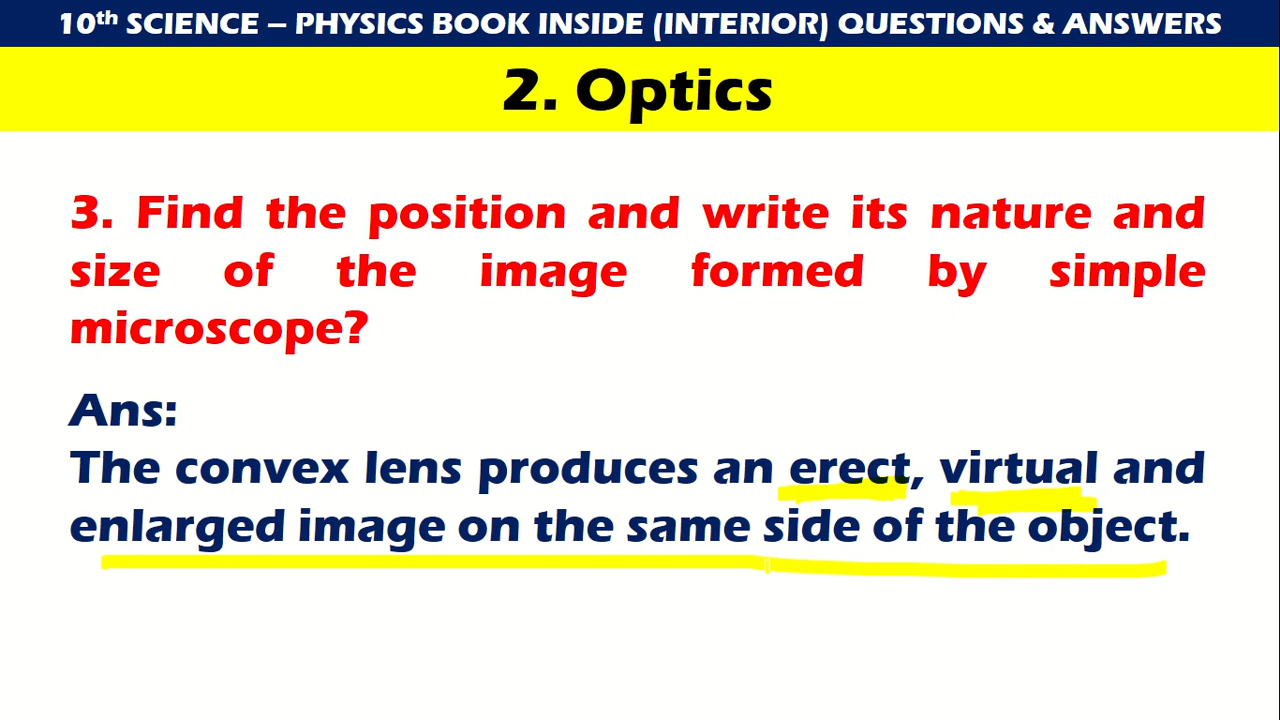 10th SCIENCE – PHYSICS BOOK INSIDE (INTERIOR) QUESTIONS & ANSWERS
2. Optics
3. Find the position and write its nature and
size of the image formed by simple
microscope?
Ans:
The convex lens produces an erect, virtual and
enlarged image on the same side of the object.